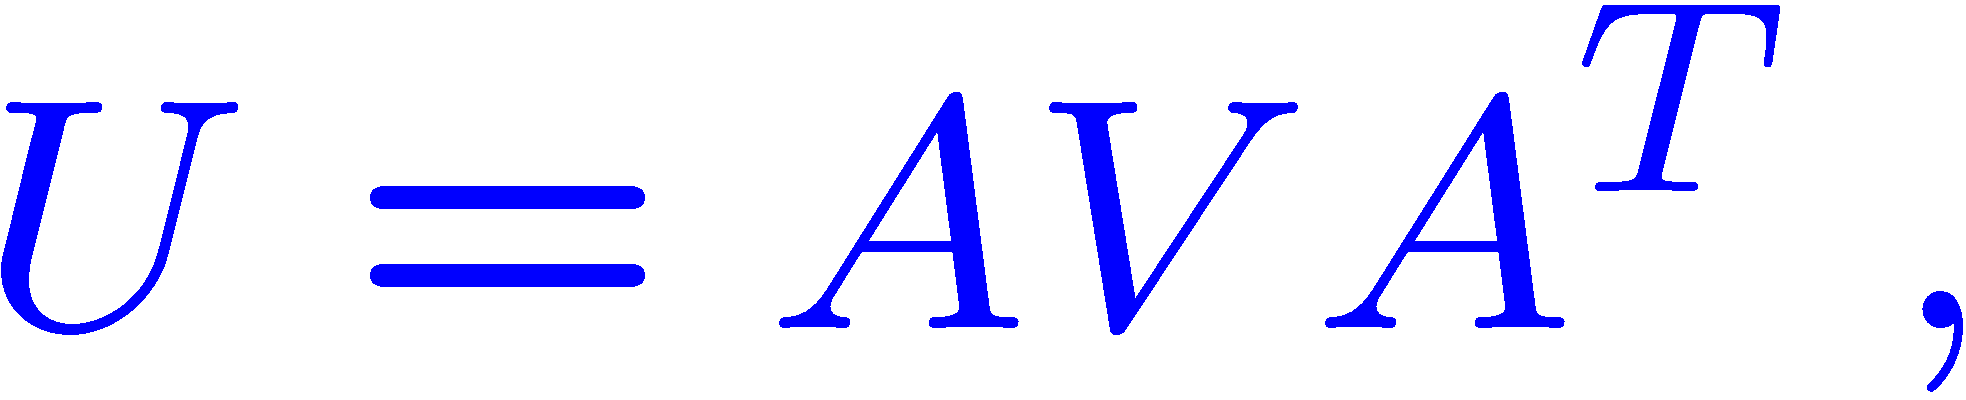 U = AVA^T ,